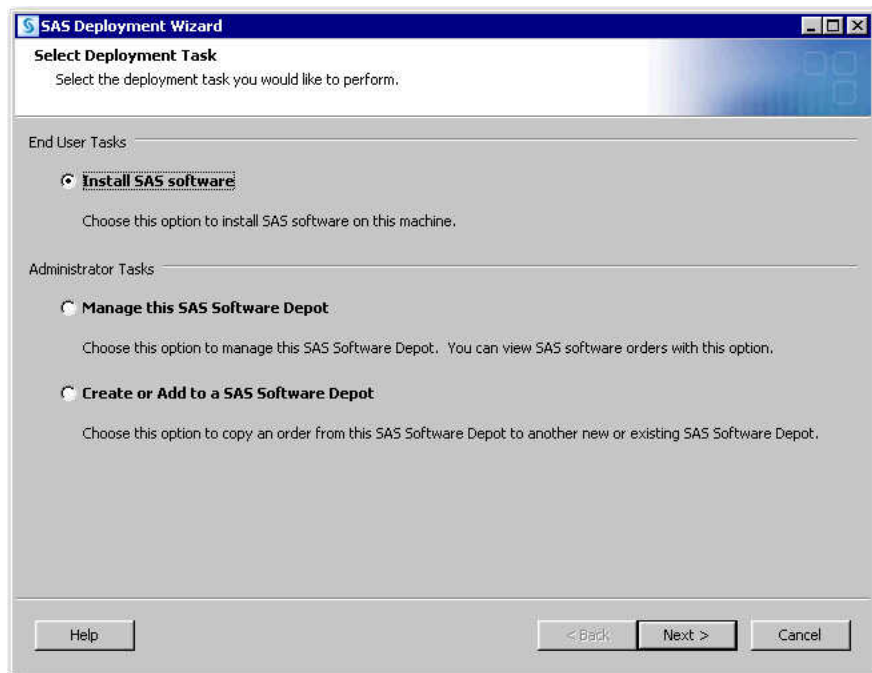 SAS Deployment Wizard
Select Deployment Task
Select the deployment task you would like to perform.
End User Tasks
Install SAS software
Choose this option to install SAS software on this machine.
Administrator Tasks
Manage this SAS Software Depot
Choose this option to manage this SAS Software Depot. You can view SAS software orders with this option.
Create or Add to a SAS Software Depot
Choose this option to copy an order from this SAS Software Depot to another new or existing SAS Software Depot.
Help
< Back
Next >
Cancel